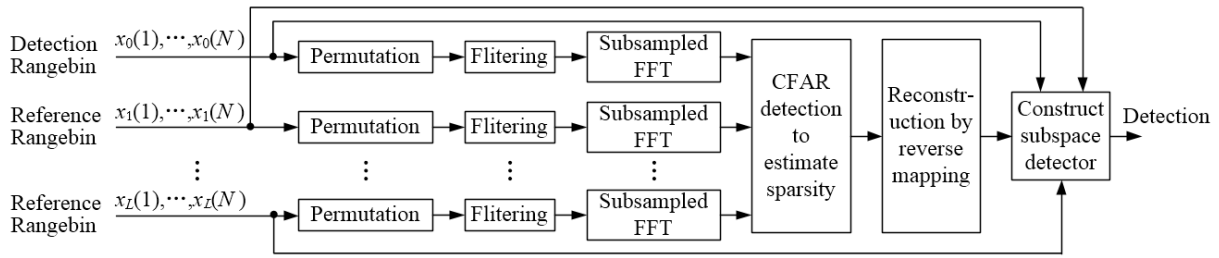 Detection
Rangebin
x₀(1),⋯,x₀(N)
Permutation
Flitering
Subsampled
FFT
Reference
Rangebin
x₁(1),⋯,x₁(N)
Permutation
Flitering
Subsampled
FFT
⋮
⋮
⋮
⋮
Reference
Rangebin
x_L(1),⋯,x_L(N)
Permutation
Flitering
Subsampled
FFT
CFAR
detection
to
estimate
sparsity
Reconstr-
uction by
reverse
mapping
Construct
subspace
detector
Detection